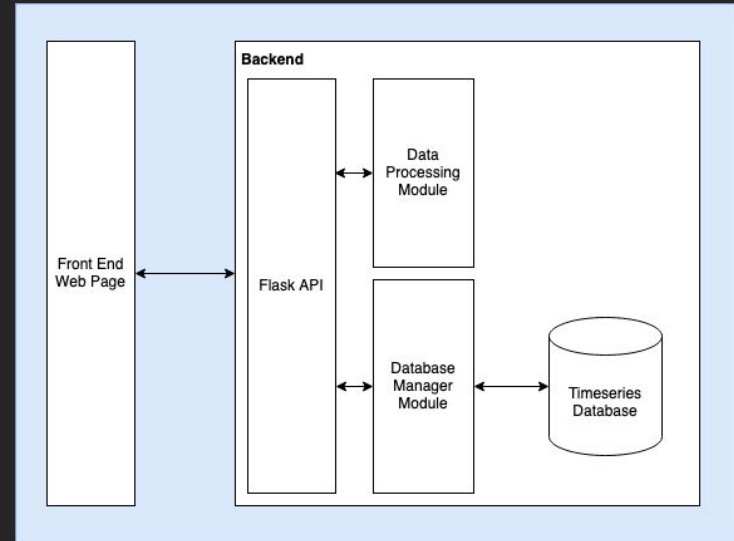 Backend
Data
Processing
Module
Front End
Web Page
Flask API
Database
Manager
Module
Timeseries
Database